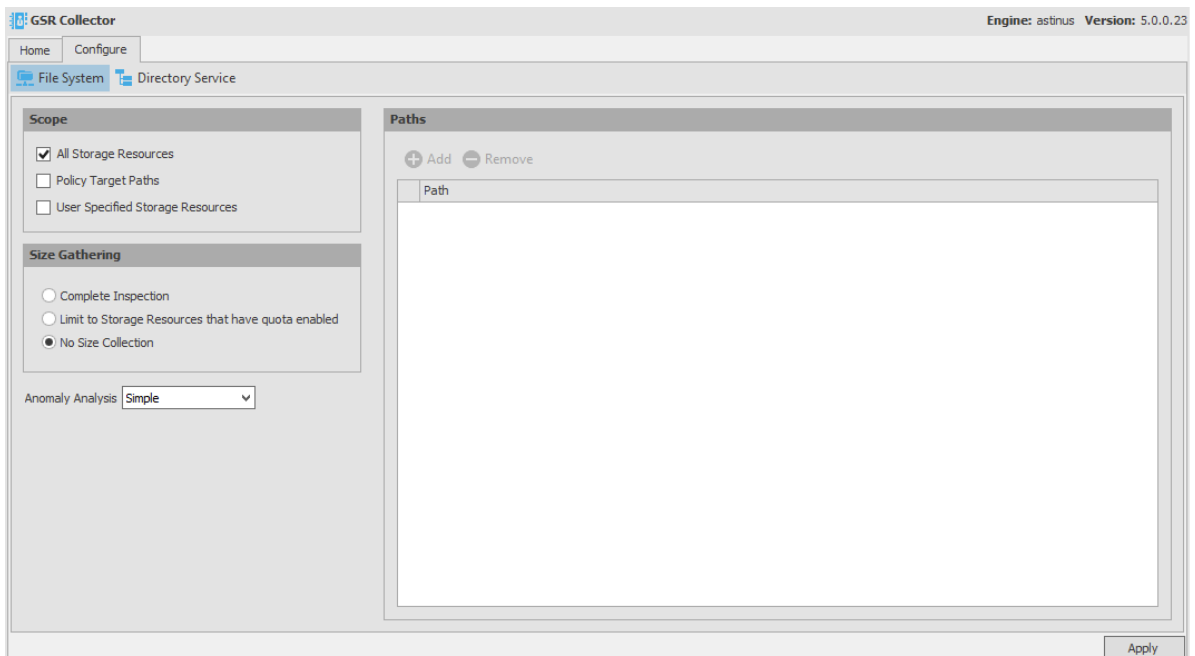 GSR Collector
Engine: astinus Version: 5.0.0.23
Home Configure
File System Directory Service
Scope
All Storage Resources
Policy Target Paths
User Specified Storage Resources
Size Gathering
Complete Inspection
Limit to Storage Resources that have quota enabled
No Size Collection
Anomaly Analysis Simple
Paths
Add Remove
Path
Apply